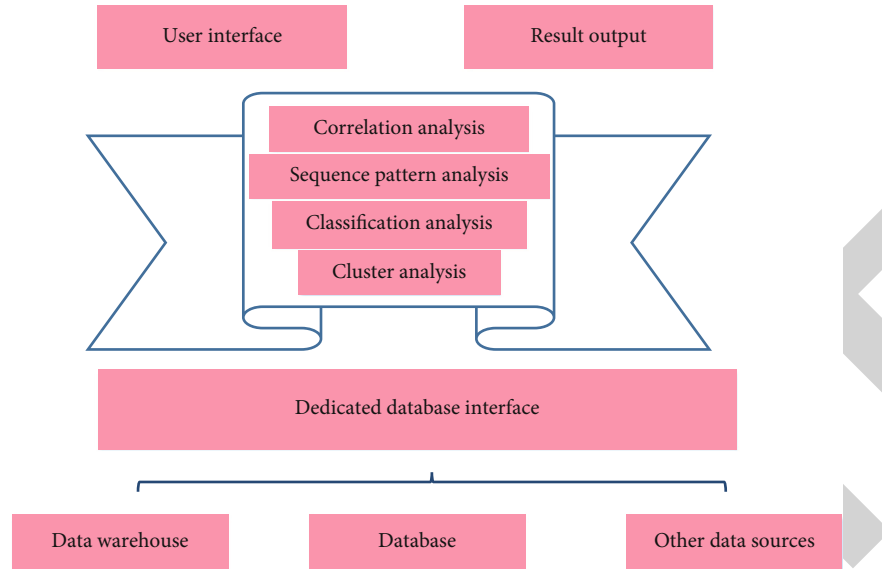 User interface
Result output
Correlation analysis
Sequence pattern analysis
Classification analysis
Cluster analysis
Dedicated database interface
Data warehouse
Database
Other data sources